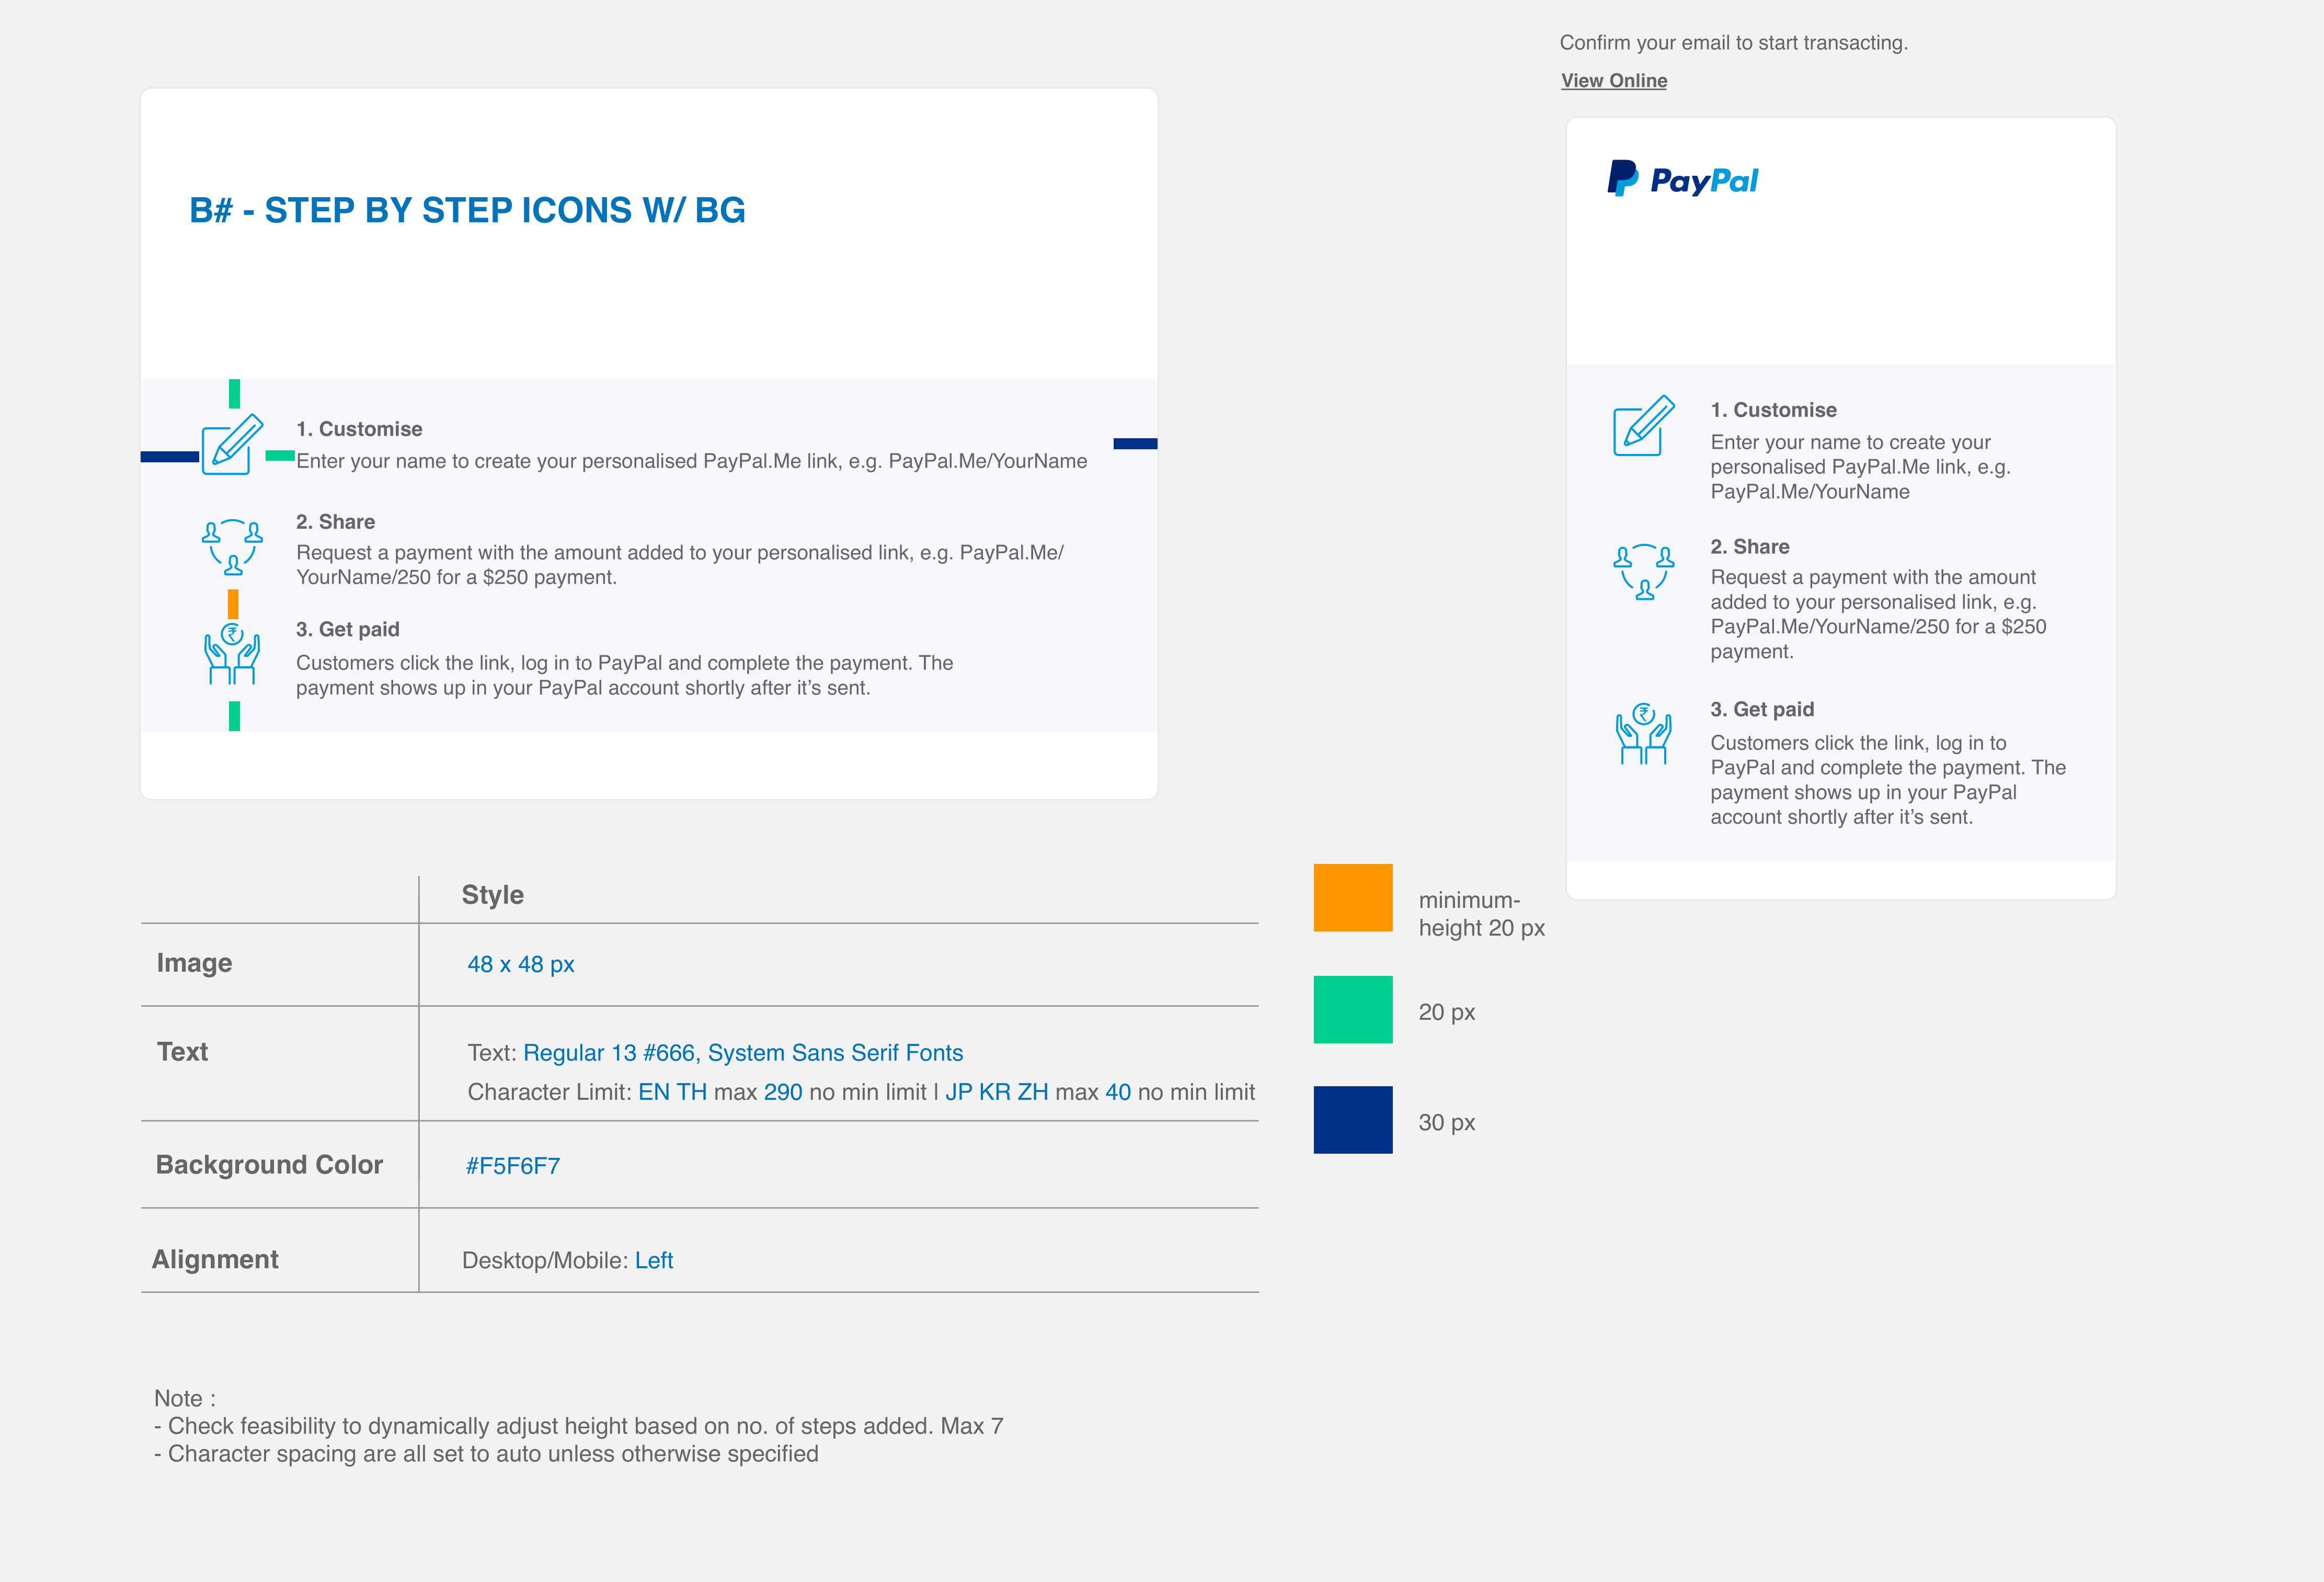 Confirm your email to start transacting.
View Online
B# - STEP BY STEP ICONS W/ BG
1. Customise
Enter your name to create your personalised PayPal.Me link, e.g. PayPal.Me/YourName
2. Share
Request a payment with the amount added to your personalised link, e.g. PayPal.Me/
YourName/250 for a $250 payment.
₹
3. Get paid
Customers click the link, log in to PayPal and complete the payment. The
payment shows up in your PayPal account shortly after it’s sent.
PayPal
1. Customise
Enter your name to create your
personalised PayPal.Me link, e.g.
PayPal.Me/YourName
2. Share
Request a payment with the amount
added to your personalised link, e.g.
PayPal.Me/YourName/250 for a $250
payment.
₹
3. Get paid
Customers click the link, log in to
PayPal and complete the payment. The
payment shows up in your PayPal
account shortly after it’s sent.
Style
Image
48 x 48 px
Text
Text: Regular 13 #666, System Sans Serif Fonts
Character Limit: EN TH max 290 no min limit l JP KR ZH max 40 no min limit
Background Color
#F5F6F7
Alignment
Desktop/Mobile: Left
minimum-
height 20 px
20 px
30 px
Note :
- Check feasibility to dynamically adjust height based on no. of steps added. Max 7
- Character spacing are all set to auto unless otherwise specified